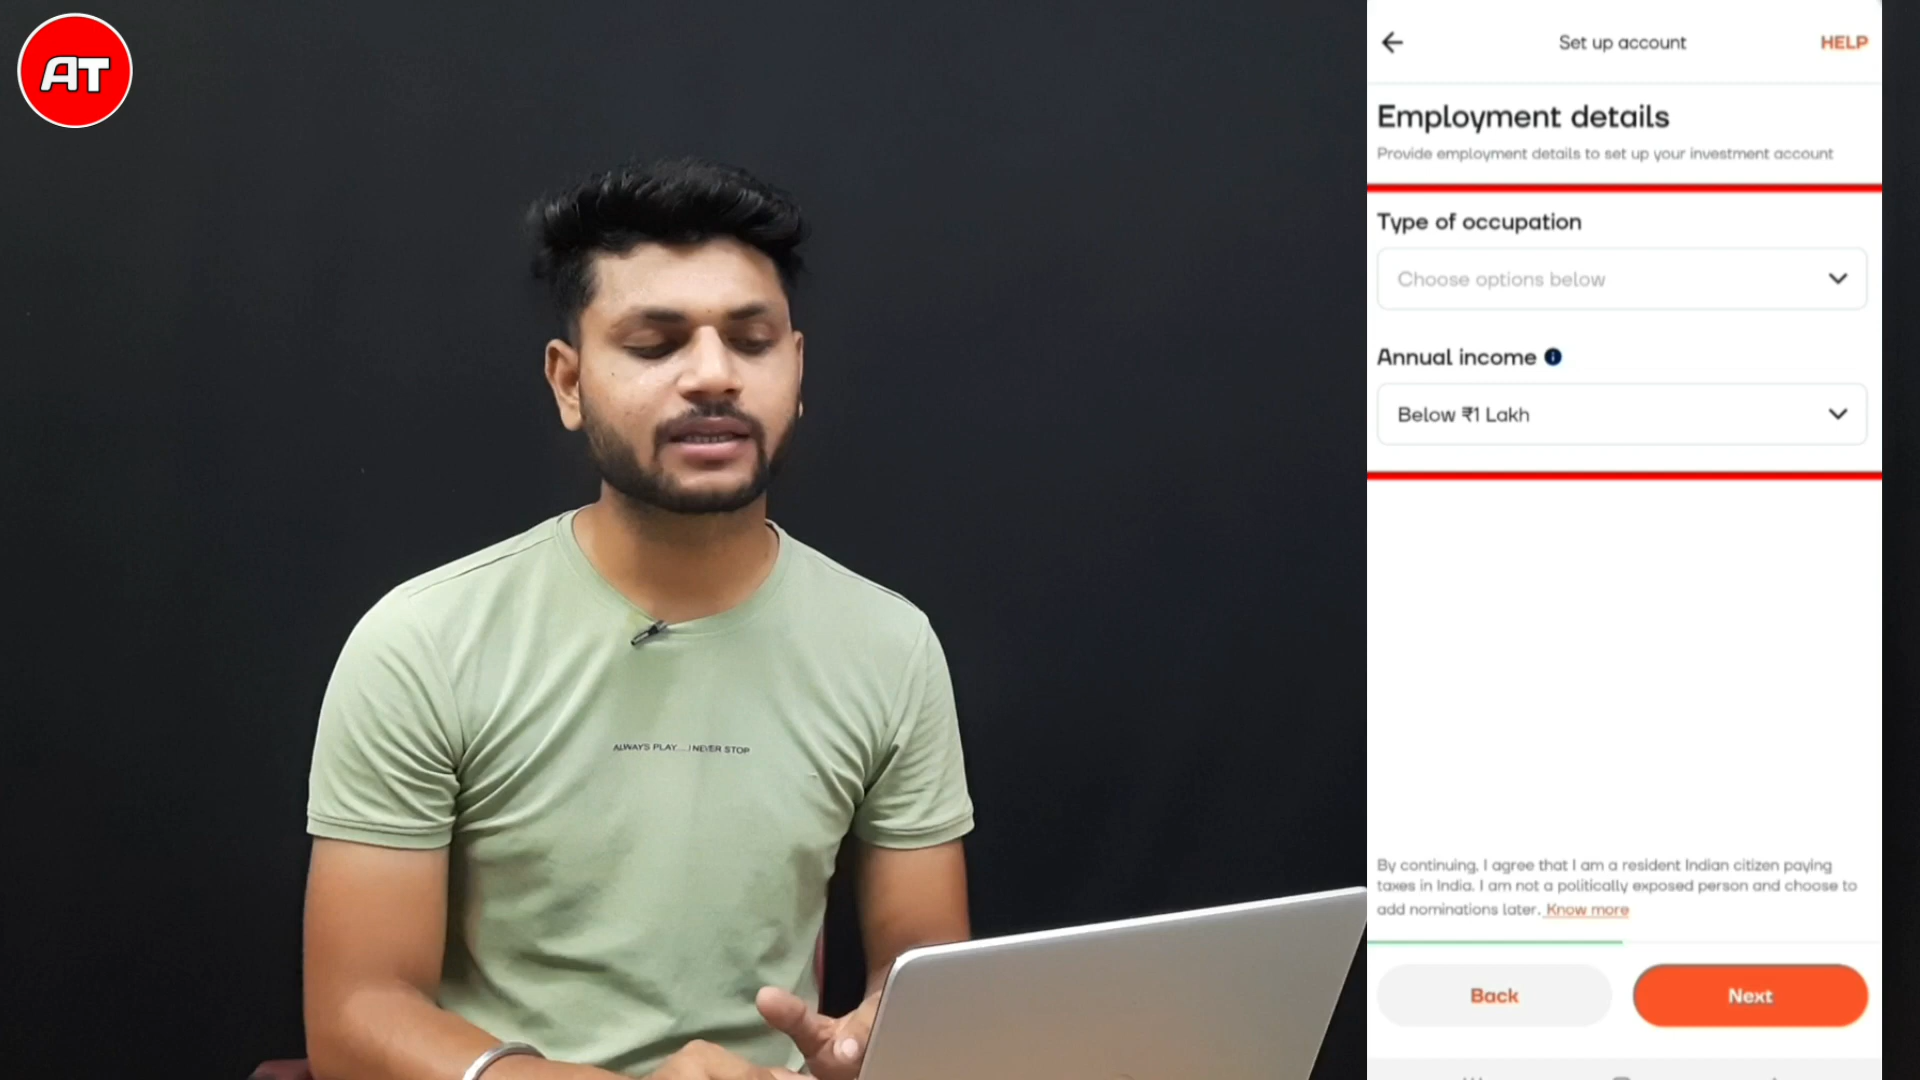 AT
Set up account
HELP
Employment details
Provide employment details to set up your investment account
Type of occupation
Choose options below
Annual income
Below ₹1 Lakh
ALWAYS PLAY.....I NEVER STOP
By continuing, I agree that I am a resident Indian citizen paying
taxes in India. I am not a politically exposed person and choose to
add nominations later. Know more
Back
Next